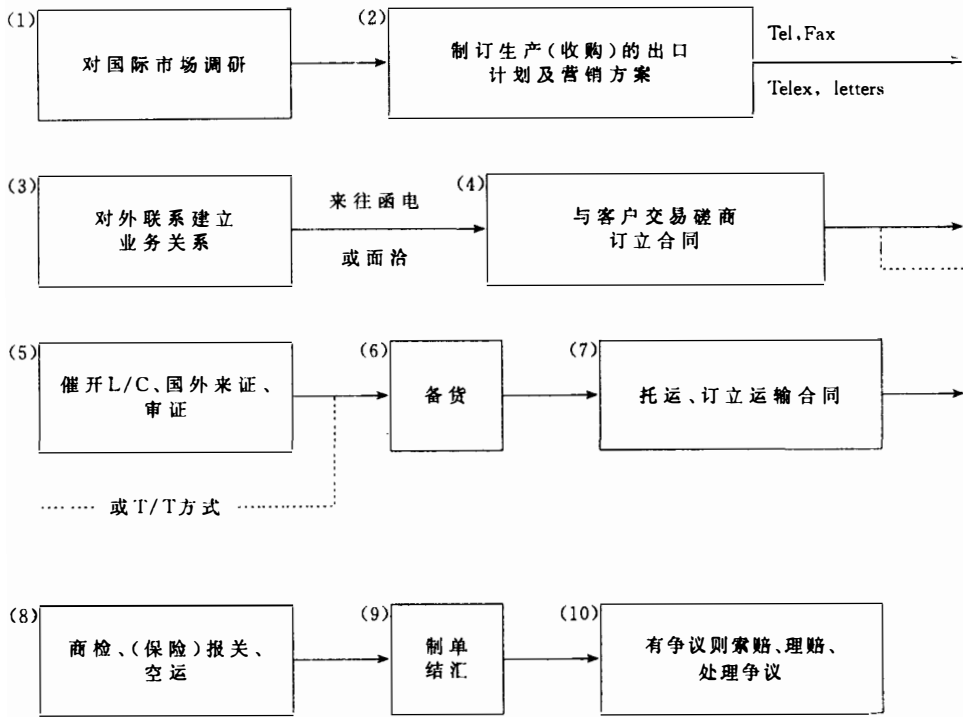 (1)
对国际市场调研
(2)
制订生产(收购)的出口
计划及营销方案
Tel,Fax
Telex, letters
(3)
对外联系建立
业务关系
来往函电
或面洽
(4)
与客户交易磋商
订立合同
(5)
催开L/C、国外来证、
审证
(6)
备货
(7)
托运、订立运输合同
…… 或T/T方式 ……
(8)
商检、(保险)报关、
空运
(9)
制单
结汇
(10)
有争议则索赔、理赔、
处理争议